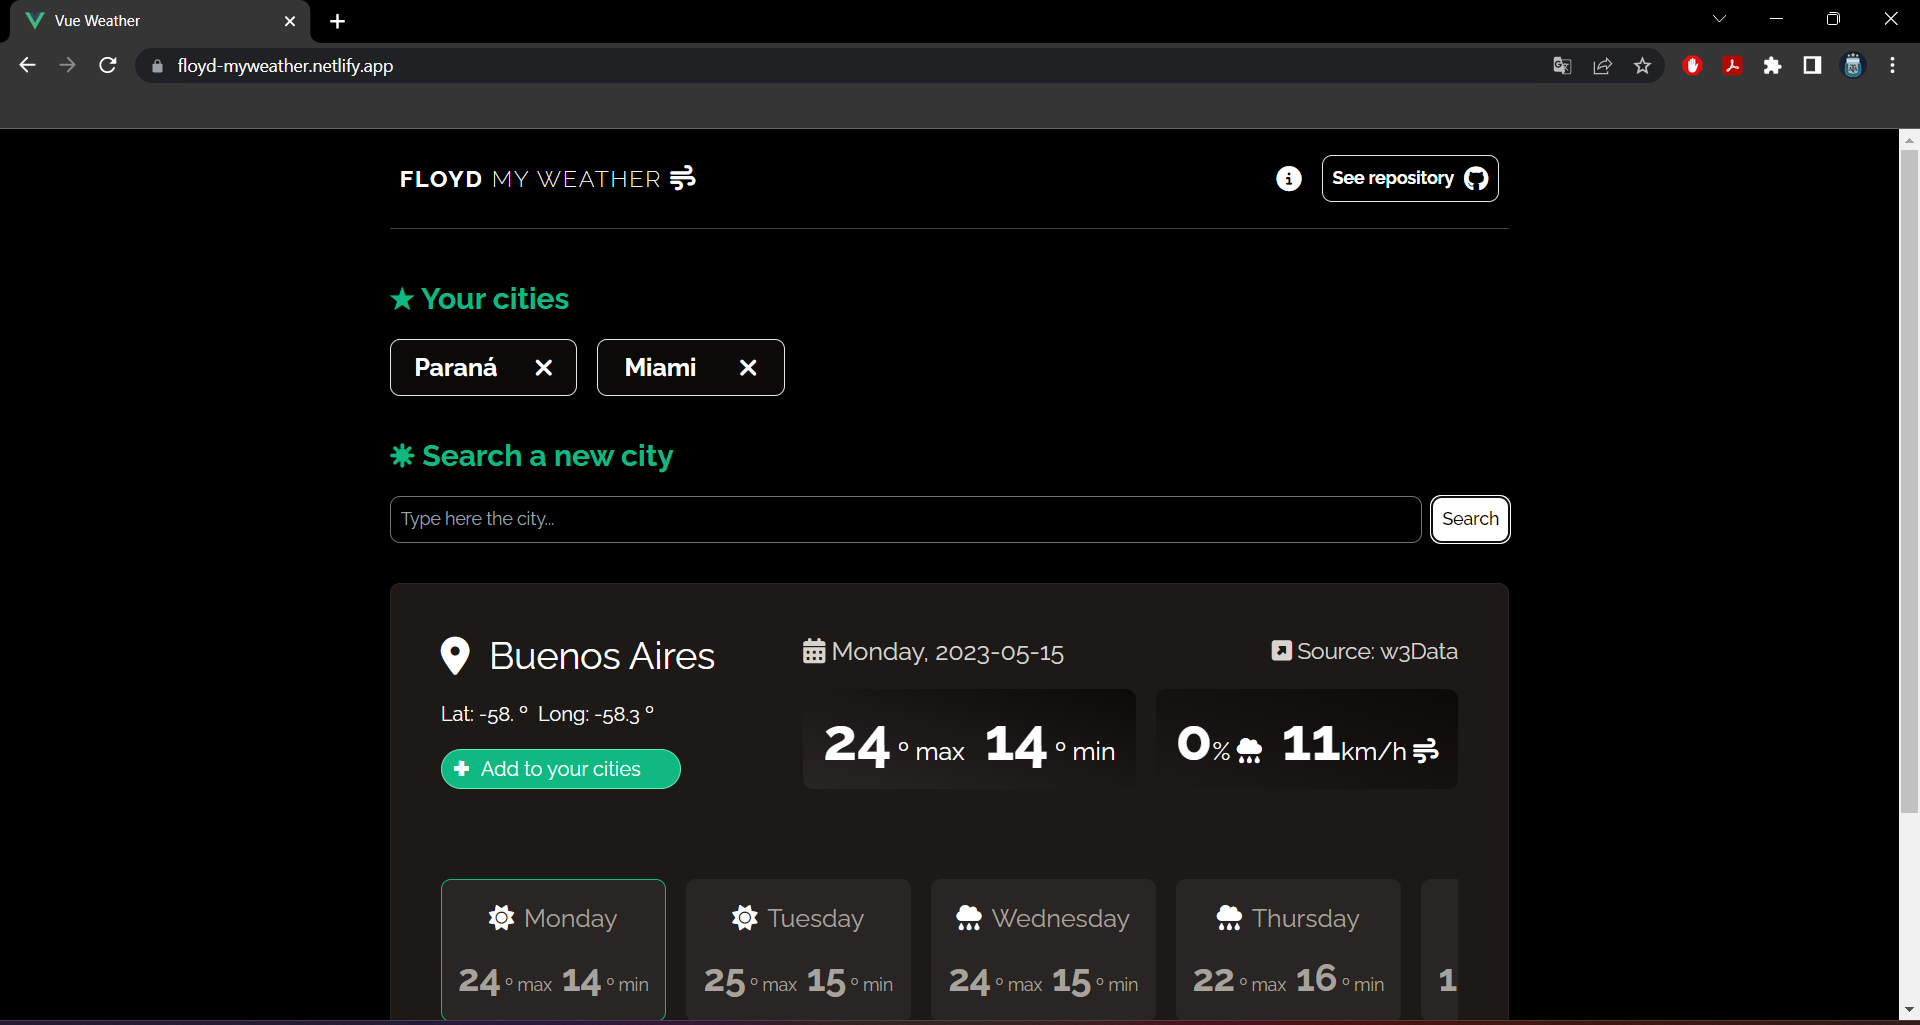 Vue Weather
floyd-myweather.netlify.app
FLOYD MY WEATHER
See repository
Your cities
Paraná
Miami
Search a new city
Type here the city...
Search
Buenos Aires
Monday, 2023-05-15
Source: w3Data
Lat: -58. º Long: -58.3 º
24 º max 14 º min
0% 11km/h
Add to your cities
Monday
Tuesday
Wednesday
Thursday
24 º max 14 º min
25 º max 15 º min
24 º max 15 º min
22 º max 16 º min
1